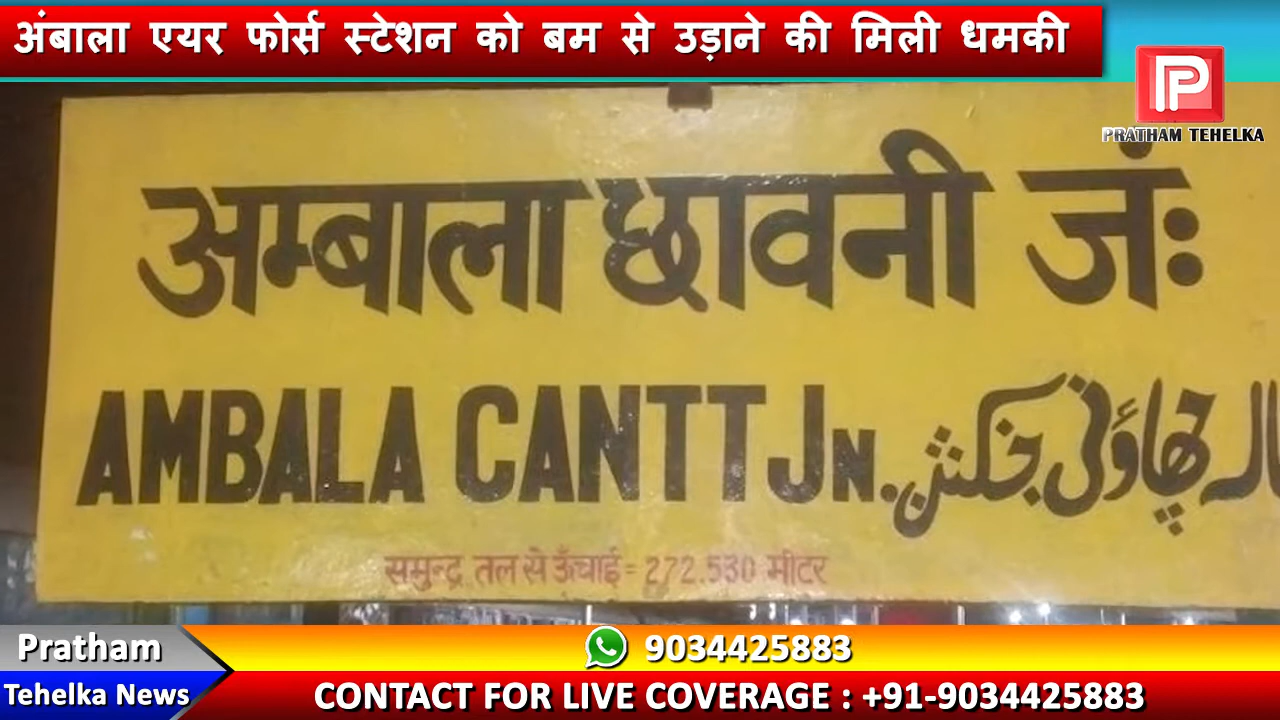 अंबाला एयर फोर्स स्टेशन को बम से उड़ाने की मिली धमकी
PRATHAM TEHELKA
अम्बाला छावनी जं:
AMBALA CANTT JN. چھاؤنی جنکشن
समुन्द्र तल से ऊँचाई = 272.530 मीटर
Pratham
Tehelka News
9034425883
CONTACT FOR LIVE COVERAGE : +91-9034425883